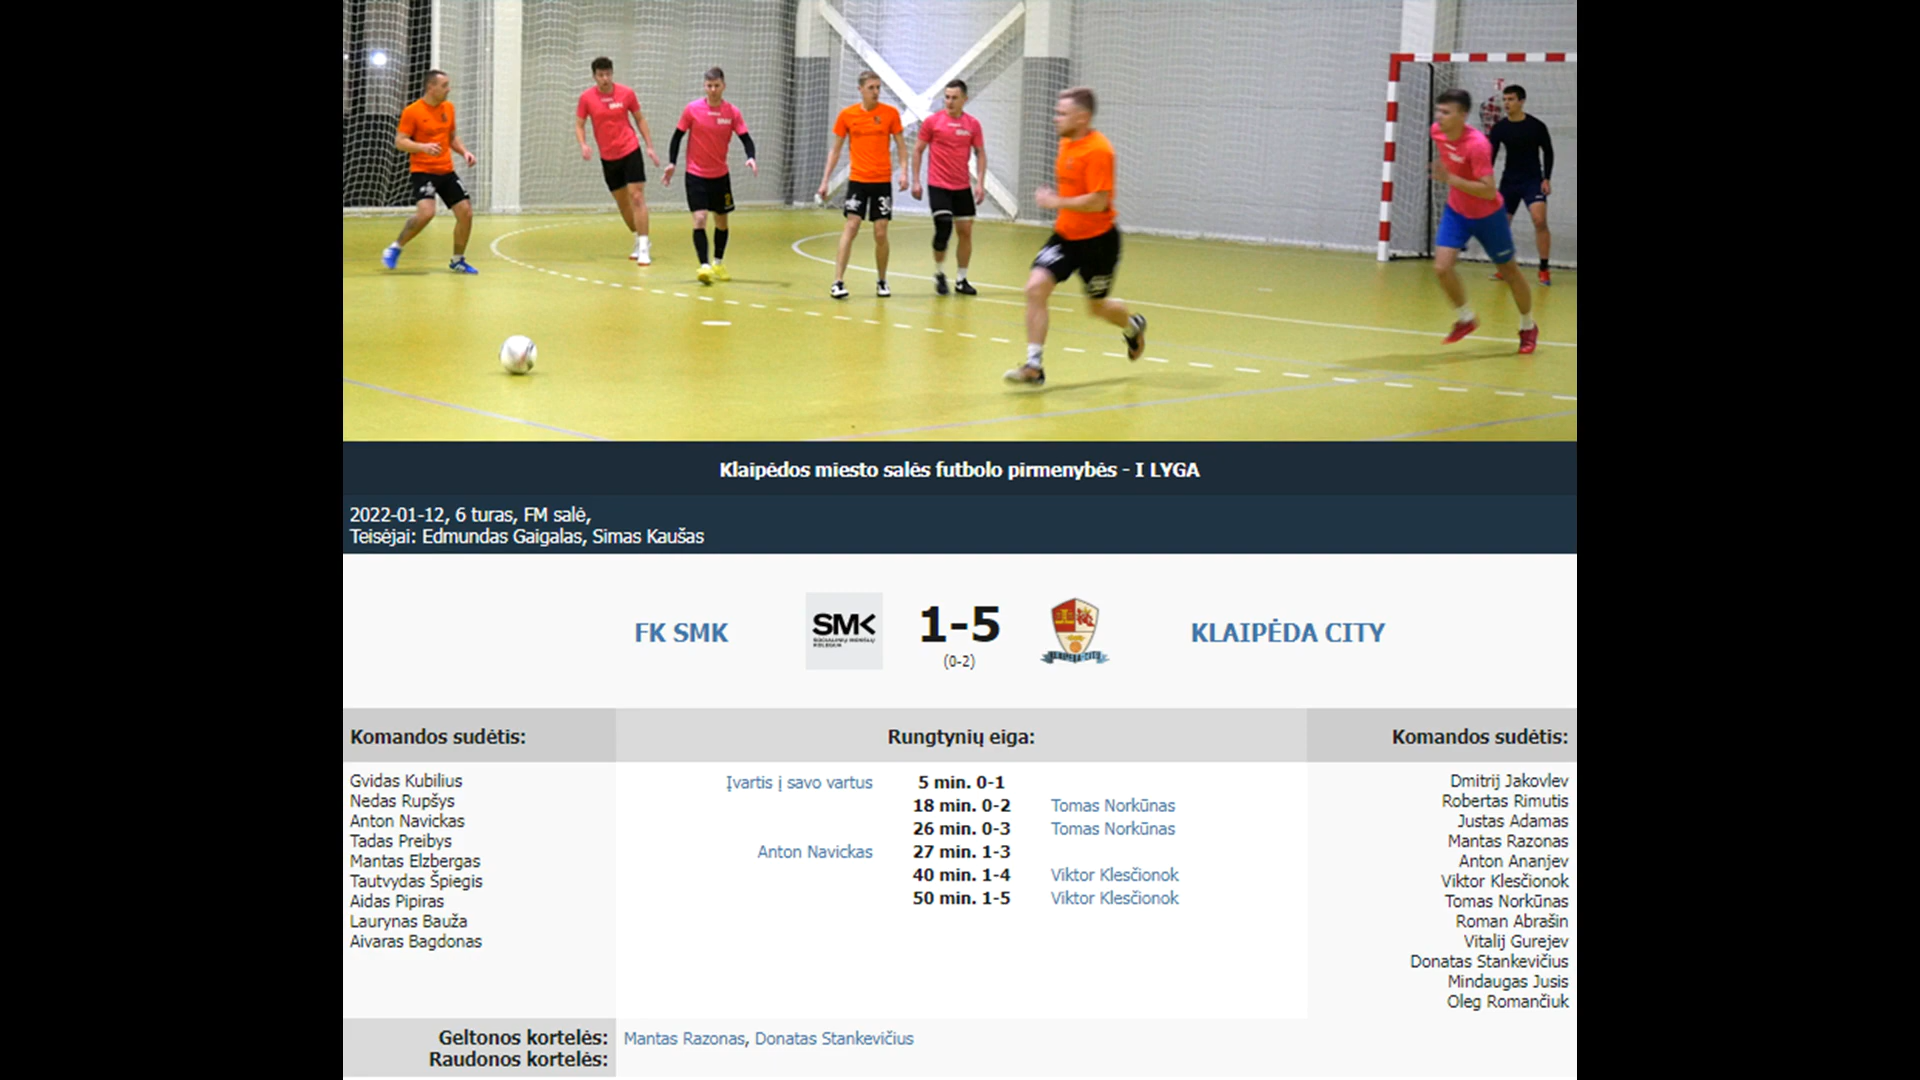 SMK
30
Klaipėdos miesto salės futbolo pirmenybės - I LYGA
2022-01-12, 6 turas, FM salė,
Teisėjai: Edmundas Gaigalas, Simas Kaušas
FK SMK
SMK
SOCIALINIŲ MOKSLŲ
KOLEGIJA
1-5
(0-2)
KLAIPĖDA CITY
Komandos sudėtis:
Rungtynių eiga:
Komandos sudėtis:
Gvidas Kubilius
Nedas Rupšys
Anton Navickas
Tadas Preibys
Mantas Elzbergas
Tautvydas Špiegis
Aidas Pipiras
Laurynas Bauža
Aivaras Bagdonas
Įvartis į savo vartus 5 min. 0-1
18 min. 0-2 Tomas Norkūnas
26 min. 0-3 Tomas Norkūnas
Anton Navickas 27 min. 1-3
40 min. 1-4 Viktor Klesčionok
50 min. 1-5 Viktor Klesčionok
Dmitrij Jakovlev
Robertas Rimutis
Justas Adamas
Mantas Razonas
Anton Ananjev
Viktor Klesčionok
Tomas Norkūnas
Roman Abrašin
Vitalij Gurejev
Donatas Stankevičius
Mindaugas Jusis
Oleg Romančiuk
Geltonos kortelės: Mantas Razonas, Donatas Stankevičius
Raudonos kortelės: